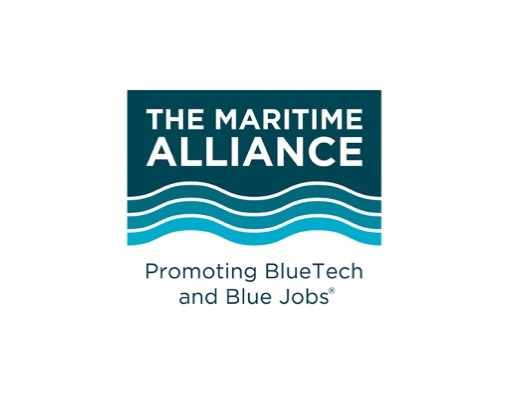 THE MARITIME
ALLIANCE
Promoting BlueTech
and Blue Jobs®